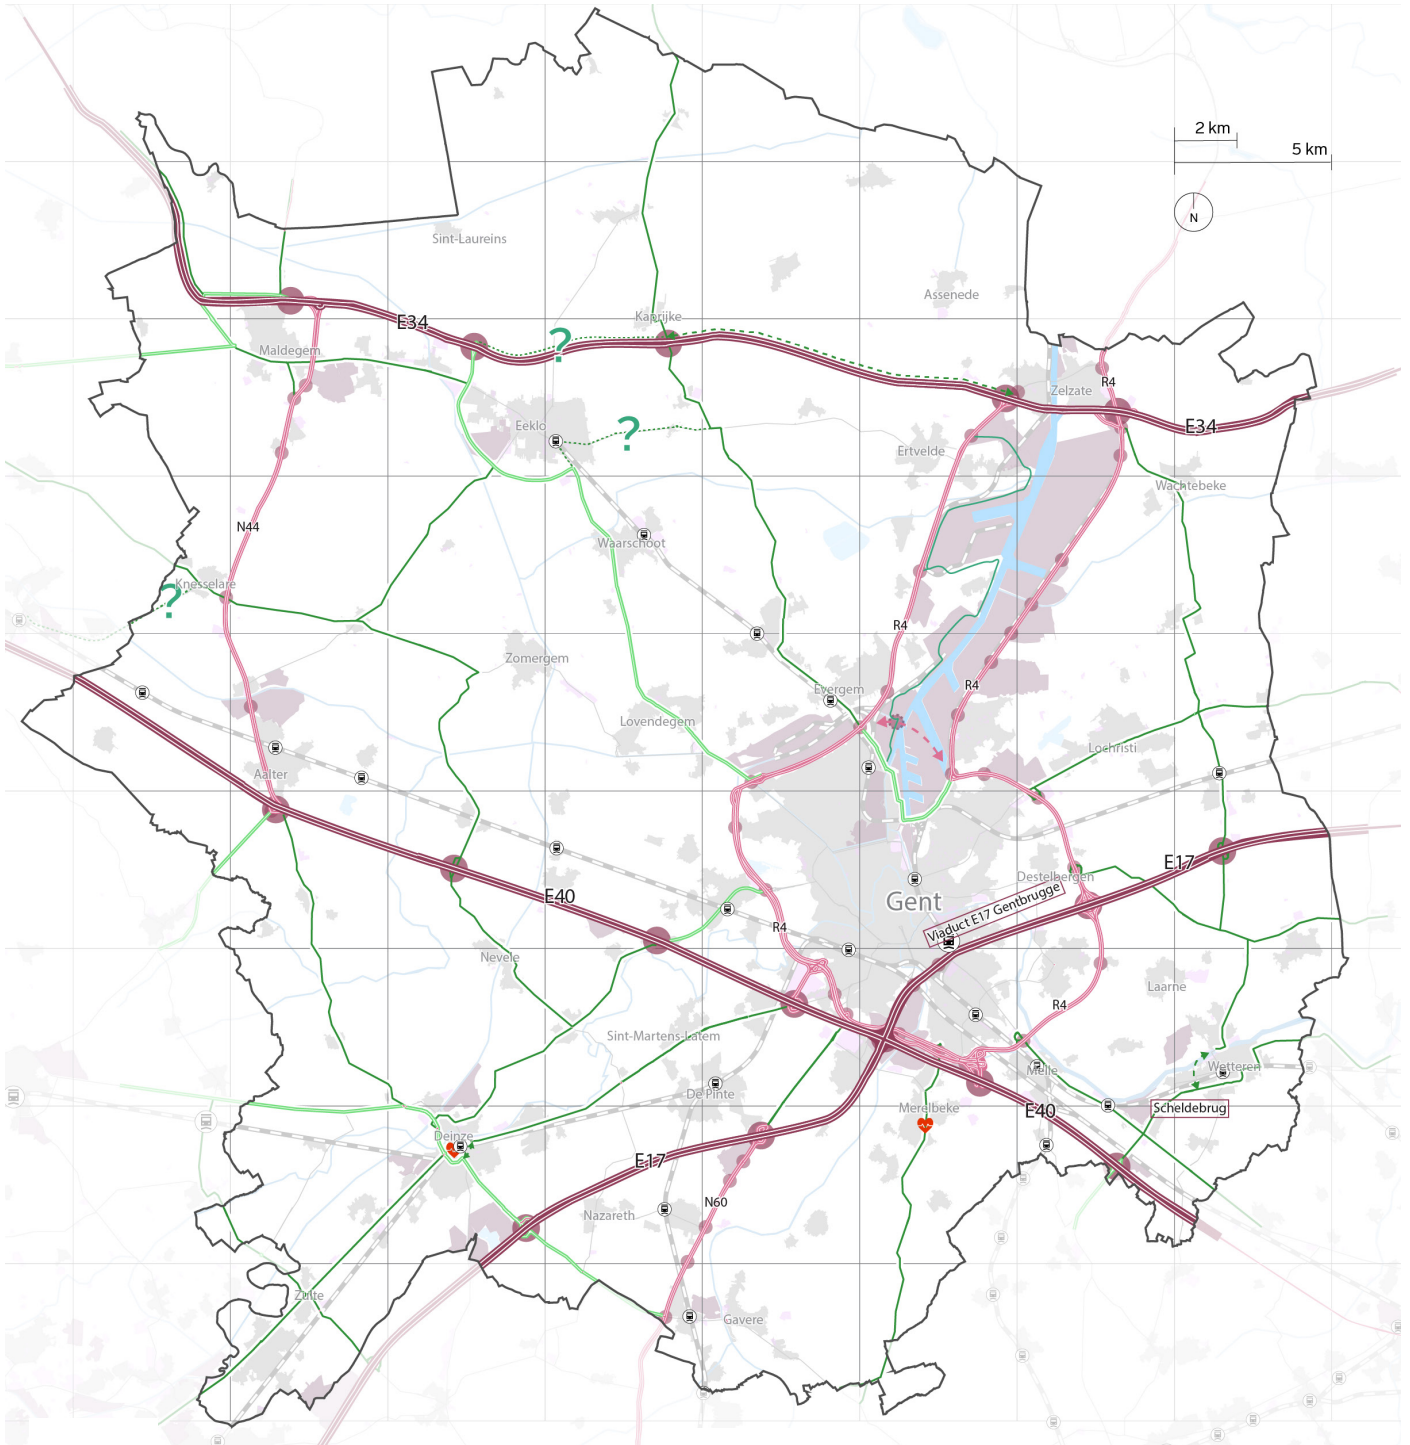 2 km
5 km
N
Sint-Laureins
Assenede
Kaprijke
E34
?
Maldegem
Zelzate
R4
E34
Eeklo
?
Ertvelde
Wachtebeke
N44
Waarschoot
Knesselare
?
R4
Zomergem
R4
Evergem
Lovendegem
Lochristi
Aalter
E17
Destelbergen
E40
Gent
Viaduct E17 Gentbrugge
R4
Nevele
Laarne
R4
Sint-Martens-Latem
Melle
Wetteren
De Pinte
Merelbeke
E40
Scheldebrug
Deinze
E17
N60
Nazareth
Zulte
Gavere